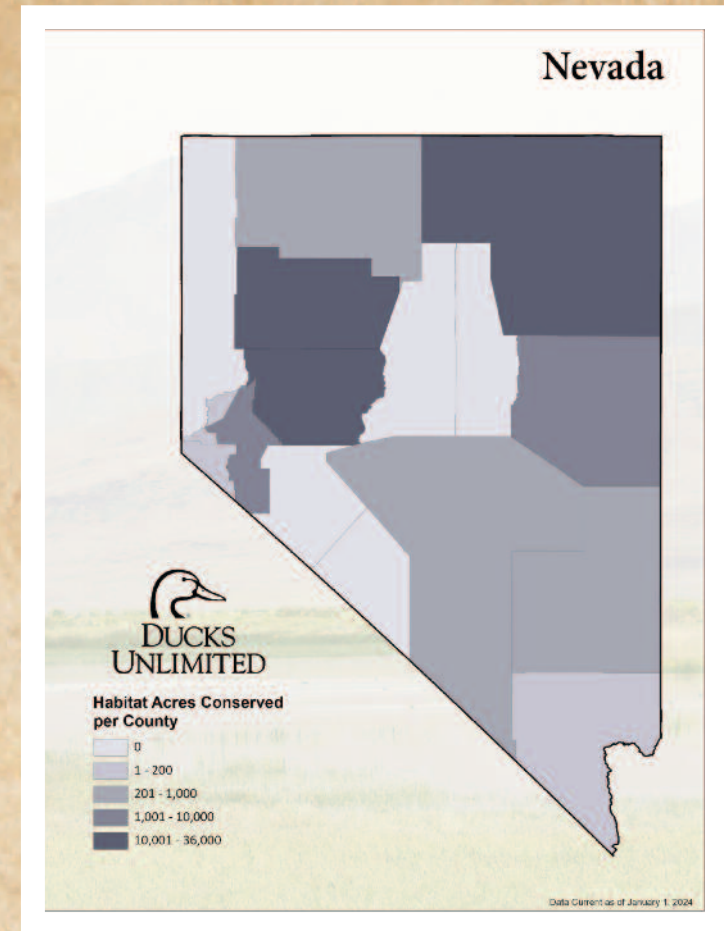 Nevada
DUCKS
UNLIMITED
Habitat Acres Conserved
per County
0
1 - 200
201 - 1,000
1,001 - 10,000
10,001 - 36,000
Data Current as of January 1, 2024